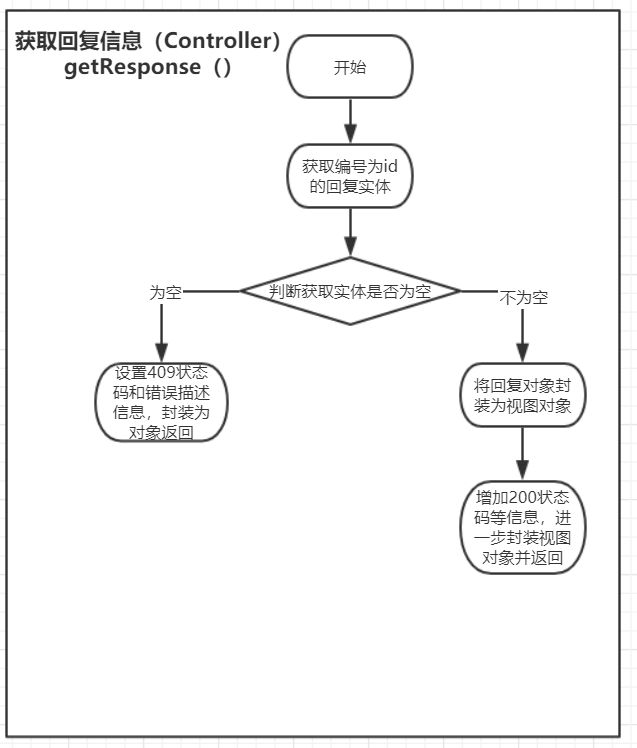 获取回复信息（Controller）
getResponse（）
开始
获取编号为id
的回复实体
判断获取实体是否为空
为空
不为空
设置409状态
码和错误描述
信息，封装为
对象返回
将回复对象封
装为视图对象
增加200状态
码等信息，进
一步封装视图
对象并返回